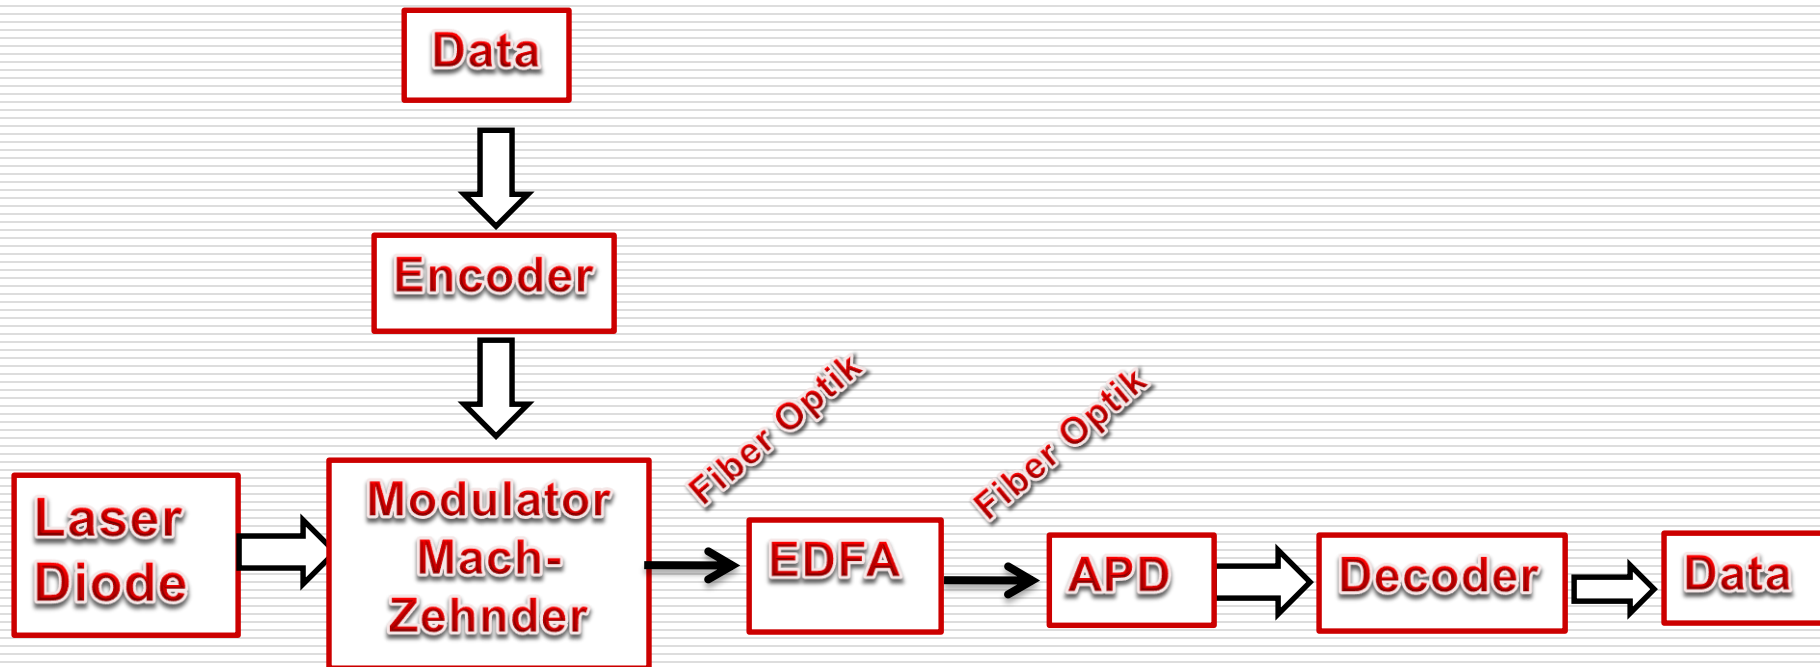 Data
Encoder
Fiber Optik
Fiber Optik
Laser
Diode
Modulator
Mach-
Zehnder
EDFA
APD
Decoder
Data